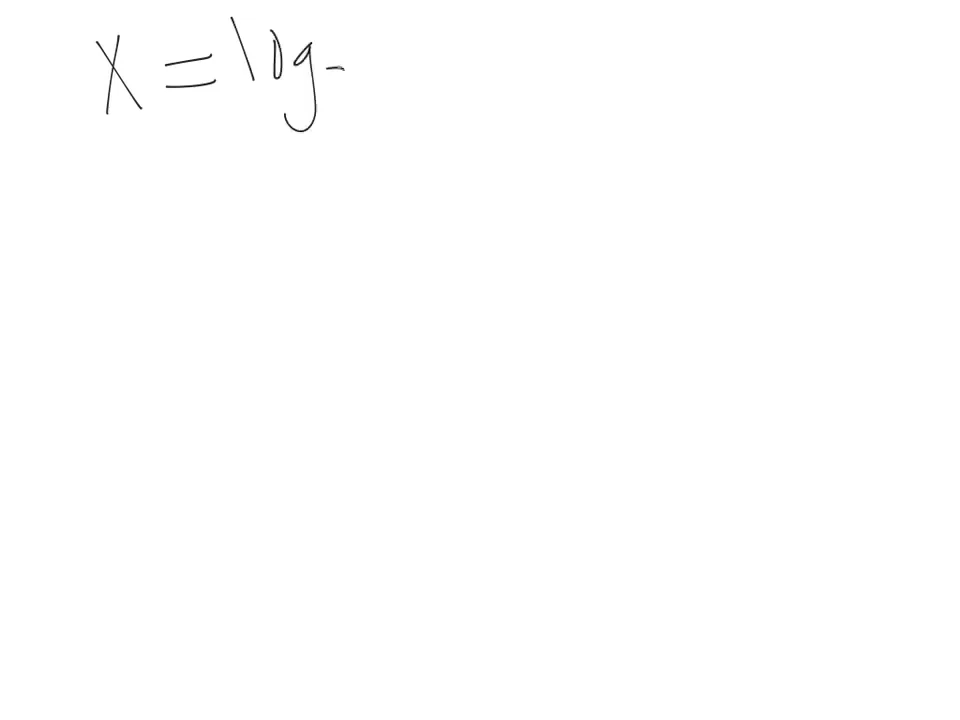 x = log-